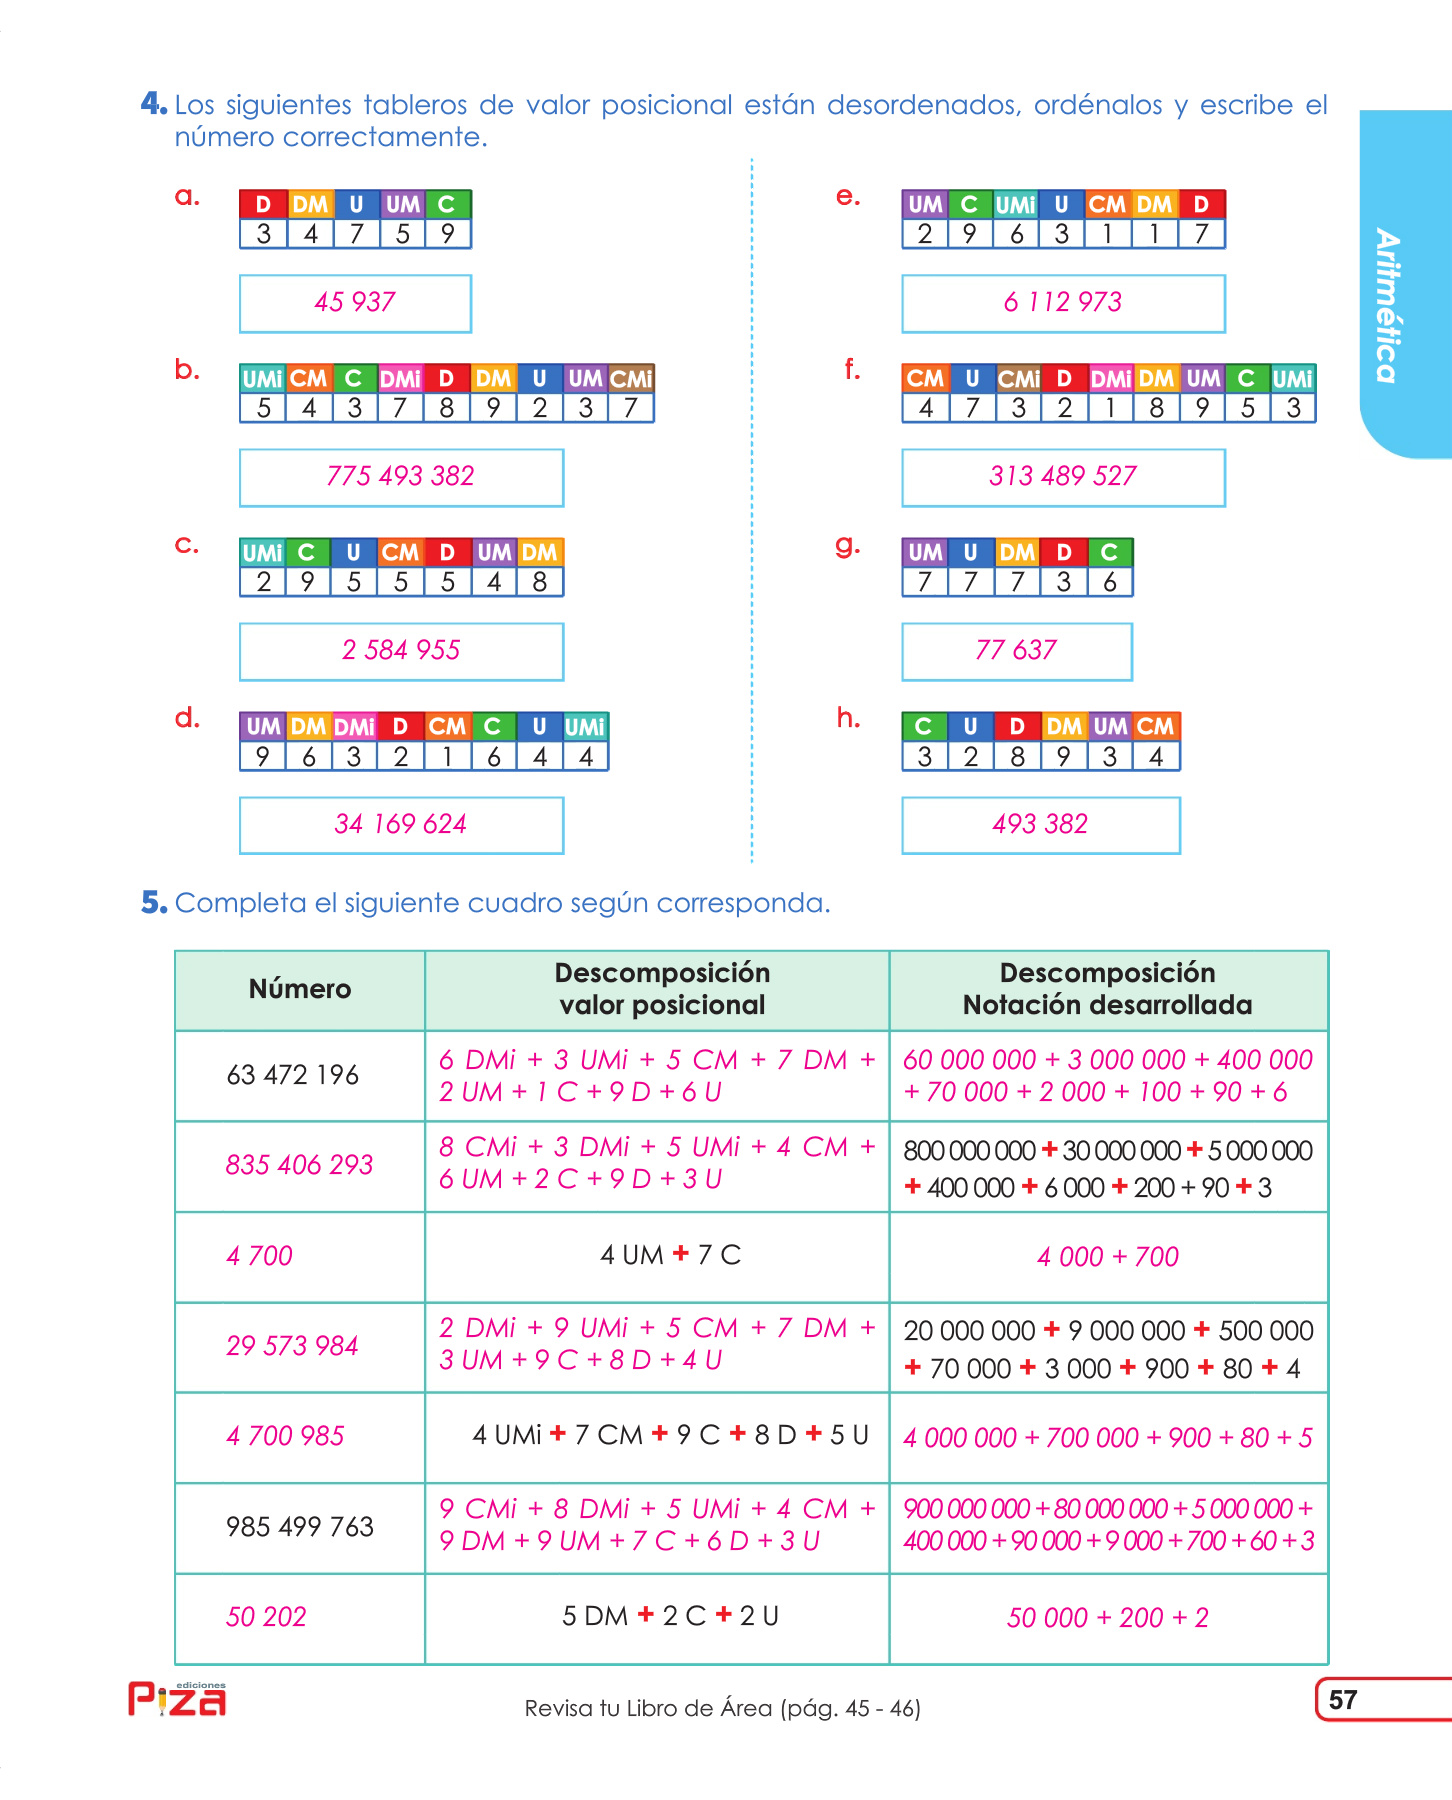 4. Los siguientes tableros de valor posicional están desordenados, ordénalos y escribe el
número correctamente.
a.
D DM U UM C
3 4 7 5 9
45 937
b.
UMi CM C DMi D DM U UM CMi
5 4 3 7 8 9 2 3 7
775 493 382
c.
UMi C U CM D UM DM
2 9 5 5 5 4 8
2 584 955
d.
UM DM DMi D CM C U UMi
9 6 3 2 1 6 4 4
34 169 624
e.
UM C UMi U CM DM D
2 9 6 3 1 1 7
6 112 973
f.
CM U CMi D DMi DM UM C UMi
4 7 3 2 1 8 9 5 3
313 489 527
g.
UM U DM D C
7 7 7 3 6
77 637
h.
C U D DM UM CM
3 2 8 9 3 4
493 382
Aritmética
5. Completa el siguiente cuadro según corresponda.
Número
Descomposición
valor posicional
Descomposición
Notación desarrollada
63 472 196
6 DMi + 3 UMi + 5 CM + 7 DM +
2 UM + 1 C + 9 D + 6 U
60 000 000 + 3 000 000 + 400 000
+ 70 000 + 2 000 + 100 + 90 + 6
835 406 293
8 CMi + 3 DMi + 5 UMi + 4 CM +
6 UM + 2 C + 9 D + 3 U
800 000 000 + 30 000 000 + 5 000 000
+ 400 000 + 6 000 + 200 + 90 + 3
4 700
4 UM + 7 C
4 000 + 700
29 573 984
2 DMi + 9 UMi + 5 CM + 7 DM +
3 UM + 9 C + 8 D + 4 U
20 000 000 + 9 000 000 + 500 000
+ 70 000 + 3 000 + 900 + 80 + 4
4 700 985
4 UMi + 7 CM + 9 C + 8 D + 5 U
4 000 000 + 700 000 + 900 + 80 + 5
985 499 763
9 CMi + 8 DMi + 5 UMi + 4 CM +
9 DM + 9 UM + 7 C + 6 D + 3 U
900 000 000 + 80 000 000 + 5 000 000 +
400 000 + 90 000 + 9 000 + 700 + 60 + 3
50 202
5 DM + 2 C + 2 U
50 000 + 200 + 2
ediciones
Piza
Revisa tu Libro de Área (pág. 45 - 46)
57